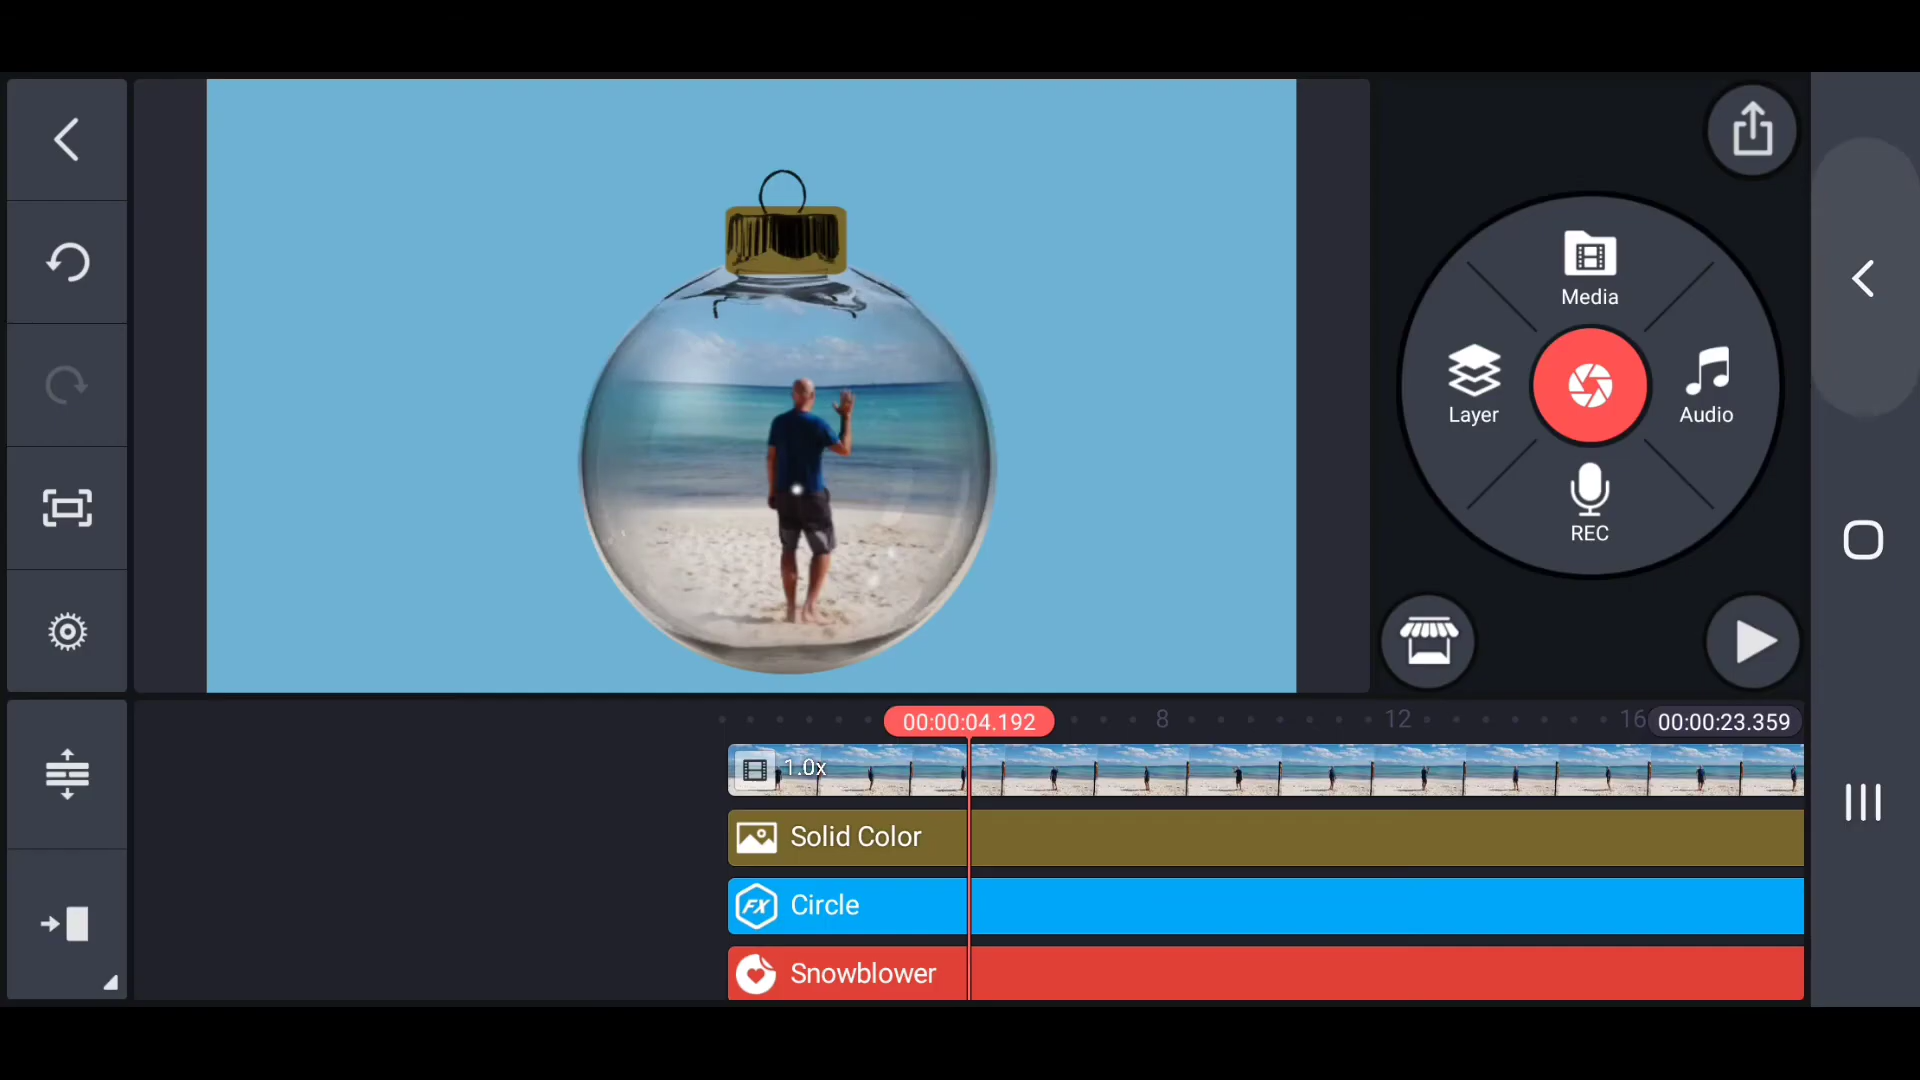 Media
Layer
Audio
REC
00:00:04.192
8
12
16
00:00:23.359
1.0x
Solid Color
FX
Circle
Snowblower